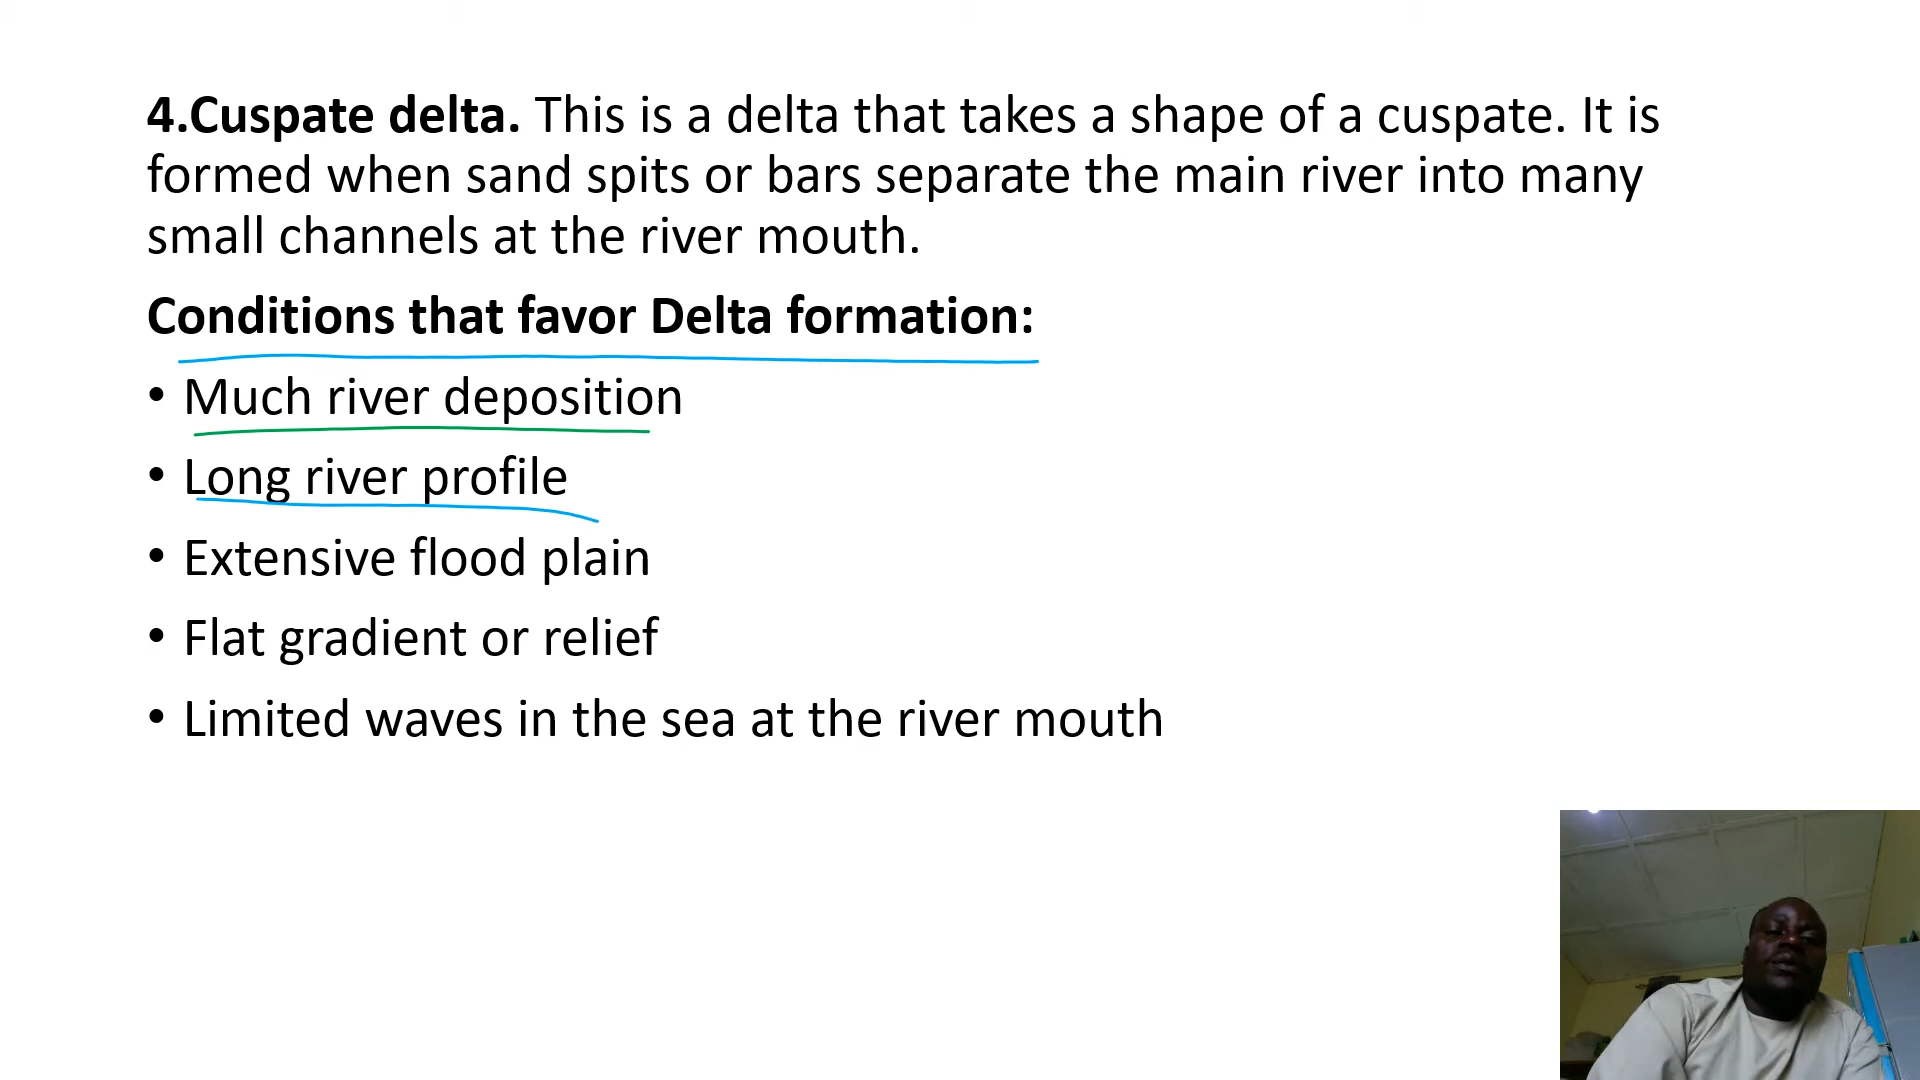 4.Cuspate delta. This is a delta that takes a shape of a cuspate. It is
formed when sand spits or bars separate the main river into many
small channels at the river mouth.
Conditions that favor Delta formation:
• Much river deposition
• Long river profile
• Extensive flood plain
• Flat gradient or relief
• Limited waves in the sea at the river mouth